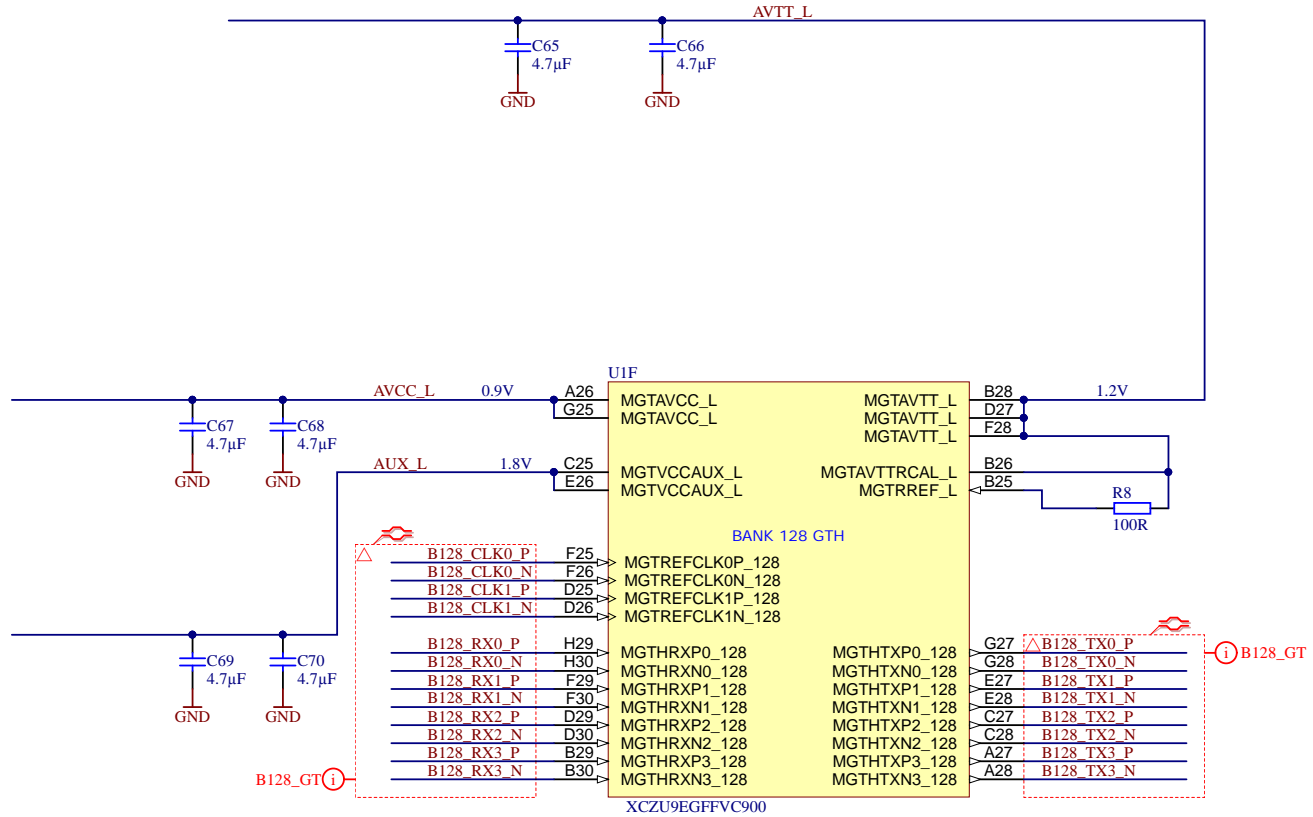 AVTT_L
C65
4.7µF
GND
C66
4.7µF
GND
U1F
AVCC_L 0.9V A26 MGTAVCC_L
G25 MGTAVCC_L
MGTAVTT_L B28 1.2V
MGTAVTT_L D27
MGTAVTT_L F28
C67
4.7µF
GND
C68
4.7µF
GND
AUX_L 1.8V C25 MGTVCCAUX_L
E26 MGTVCCAUX_L
MGTAVTTRCAL_L B26
MGTRREF_L B25
R8
100R
BANK 128 GTH
B128_CLK0_P F25 MGTREFCLK0P_128
B128_CLK0_N F26 MGTREFCLK0N_128
B128_CLK1_P D25 MGTREFCLK1P_128
B128_CLK1_N D26 MGTREFCLK1N_128
C69
4.7µF
GND
C70
4.7µF
GND
B128_RX0_P H29 MGTHRXP0_128
B128_RX0_N H30 MGTHRXN0_128
B128_RX1_P F29 MGTHRXP1_128
B128_RX1_N F30 MGTHRXN1_128
B128_RX2_P D29 MGTHRXP2_128
B128_RX2_N D30 MGTHRXN2_128
B128_RX3_P B29 MGTHRXP3_128
B128_RX3_N B30 MGTHRXN3_128
B128_GT i
MGTHTXP0_128 G27 B128_TX0_P
MGTHTXN0_128 G28 B128_TX0_N
MGTHTXP1_128 E27 B128_TX1_P
MGTHTXN1_128 E28 B128_TX1_N
MGTHTXP2_128 C27 B128_TX2_P
MGTHTXN2_128 C28 B128_TX2_N
MGTHTXP3_128 A27 B128_TX3_P
MGTHTXN3_128 A28 B128_TX3_N
i B128_GT
XCZU9EGFFVC900